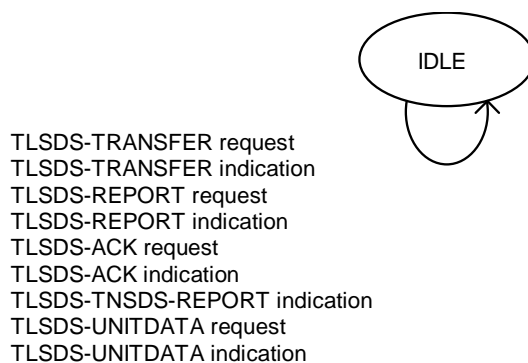 IDLE
TLSDS-TRANSFER request
TLSDS-TRANSFER indication
TLSDS-REPORT request
TLSDS-REPORT indication
TLSDS-ACK request
TLSDS-ACK indication
TLSDS-TNSDS-REPORT indication
TLSDS-UNITDATA request
TLSDS-UNITDATA indication